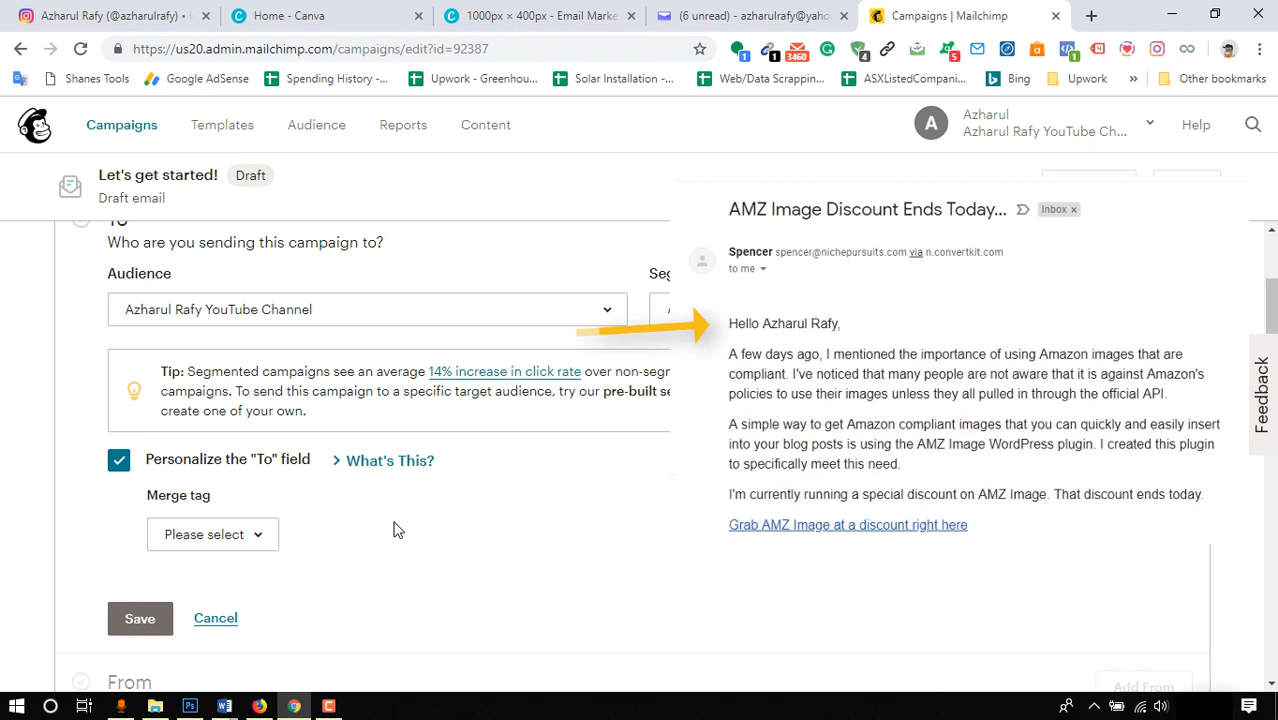 Azharul Rafy (@azharulrafy) •
Home - Canva
1000px × 400px - Email Marke
(6 unread) - azharulrafy@yaho
Campaigns | Mailchimp
https://us20.admin.mailchimp.com/campaigns/edit?id=92387
1
1
3460
4
5
1
Shanes Tools
Google AdSense
Spending History -...
Upwork - Greenhou...
Solar Installation -...
Web/Data Scrappin...
ASXListedCompani...
Bing
Upwork
»
Other bookmarks
Campaigns
Templates
Audience
Reports
Content
A
Azharul
Azharul Rafy YouTube Ch...
Help
Let's get started!
Draft
Draft email
To
Who are you sending this campaign to?
Audience
Seg
Azharul Rafy YouTube Channel
Tip: Segmented campaigns see an average 14% increase in click rate over non-segm
campaigns. To send this campaign to a specific target audience, try our pre-built se
create one of your own.
Personalize the "To" field
What's This?
Merge tag
Please select
Save
Cancel
From
Add From
AMZ Image Discount Ends Today...
Inbox ×
Spencer spencer@nichepursuits.com via n.convertkit.com
to me
Hello Azharul Rafy,
A few days ago, I mentioned the importance of using Amazon images that are
compliant. I've noticed that many people are not aware that it is against Amazon's
policies to use their images unless they all pulled in through the official API.
A simple way to get Amazon compliant images that you can quickly and easily insert
into your blog posts is using the AMZ Image WordPress plugin. I created this plugin
to specifically meet this need.
I'm currently running a special discount on AMZ Image. That discount ends today.
Grab AMZ Image at a discount right here
Feedback